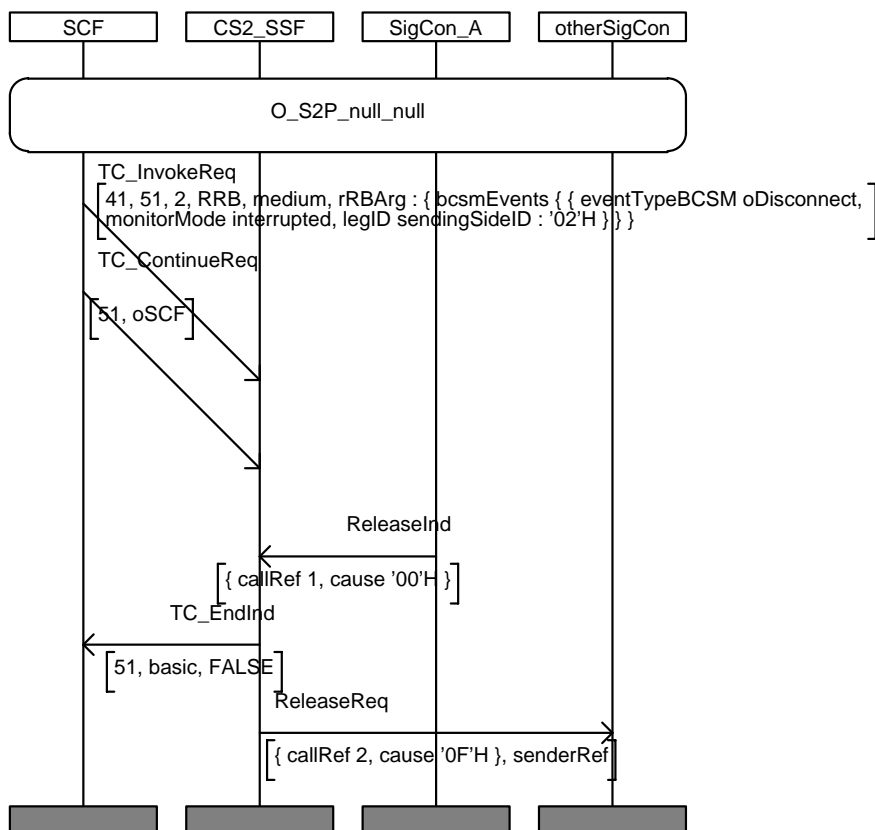 SCF CS2_SSF SigCon_A otherSigCon
O_S2P_null_null
TC_InvokeReq
41, 51, 2, RRB, medium, rRBArg : { bcsmEvents { { eventTypeBCSM oDisconnect,
monitorMode interrupted, legID sendingSideID : '02'H } } }
TC_ContinueReq
51, oSCF
ReleaseInd
{ callRef 1, cause '00'H }
TC_EndInd
51, basic, FALSE
ReleaseReq
{ callRef 2, cause '0F'H }, senderRef